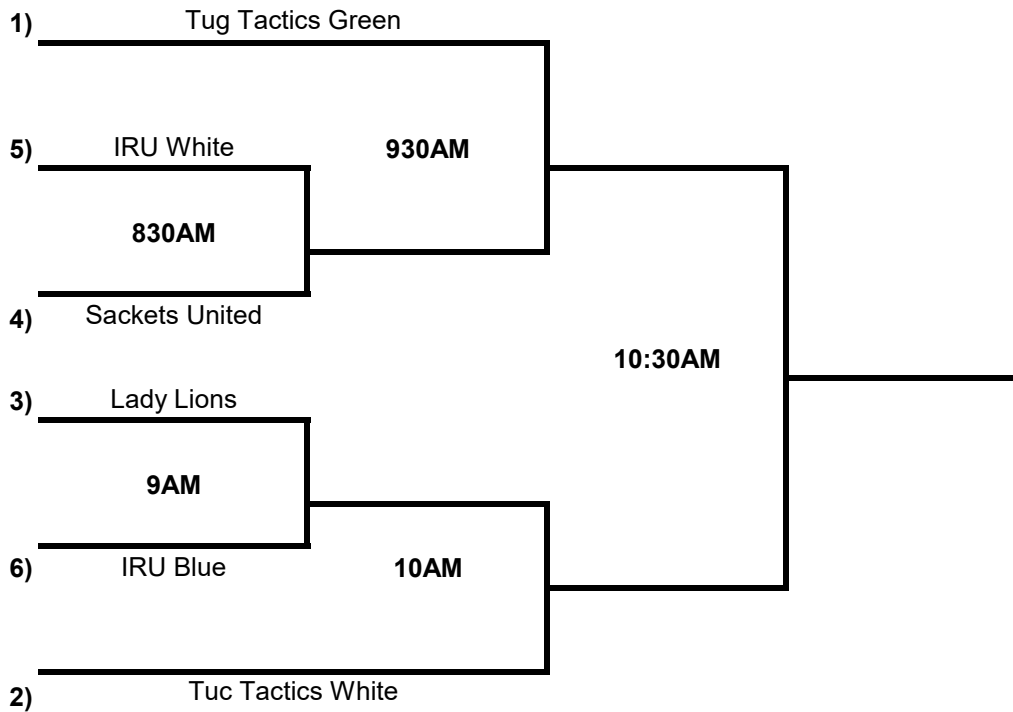 1) Tug Tactics Green
5) IRU White
930AM
830AM
4) Sackets United
10:30AM
3) Lady Lions
9AM
6) IRU Blue
10AM
2) Tuc Tactics White